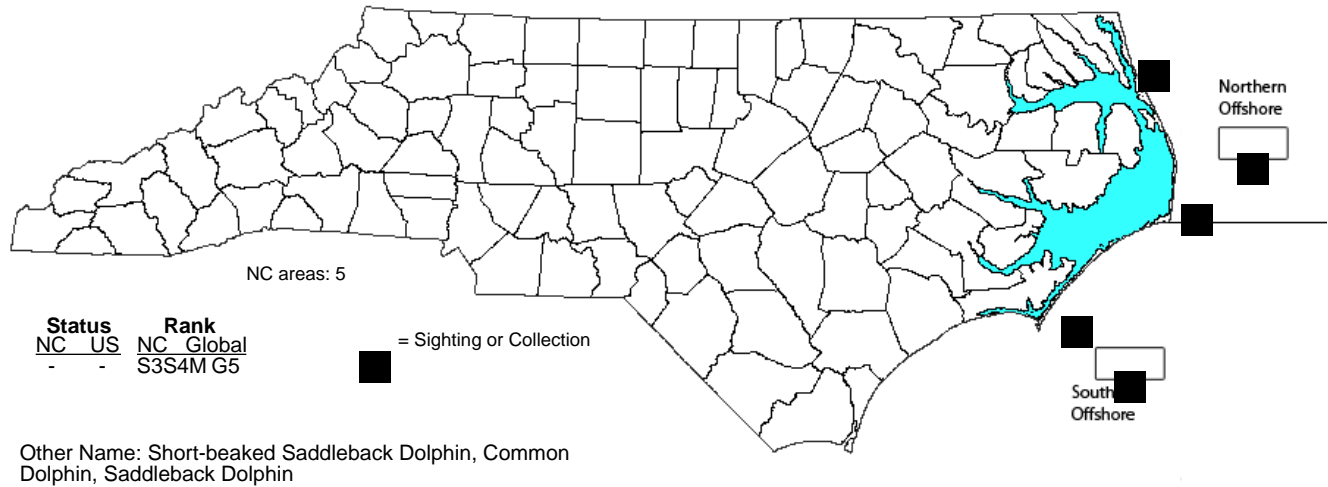 Northern
Offshore
NC areas: 5
Status Rank
NC US NC Global
- - S3S4M G5
= Sighting or Collection
Offshore
Other Name: Short-beaked Saddleback Dolphin, Common
Dolphin, Saddleback Dolphin